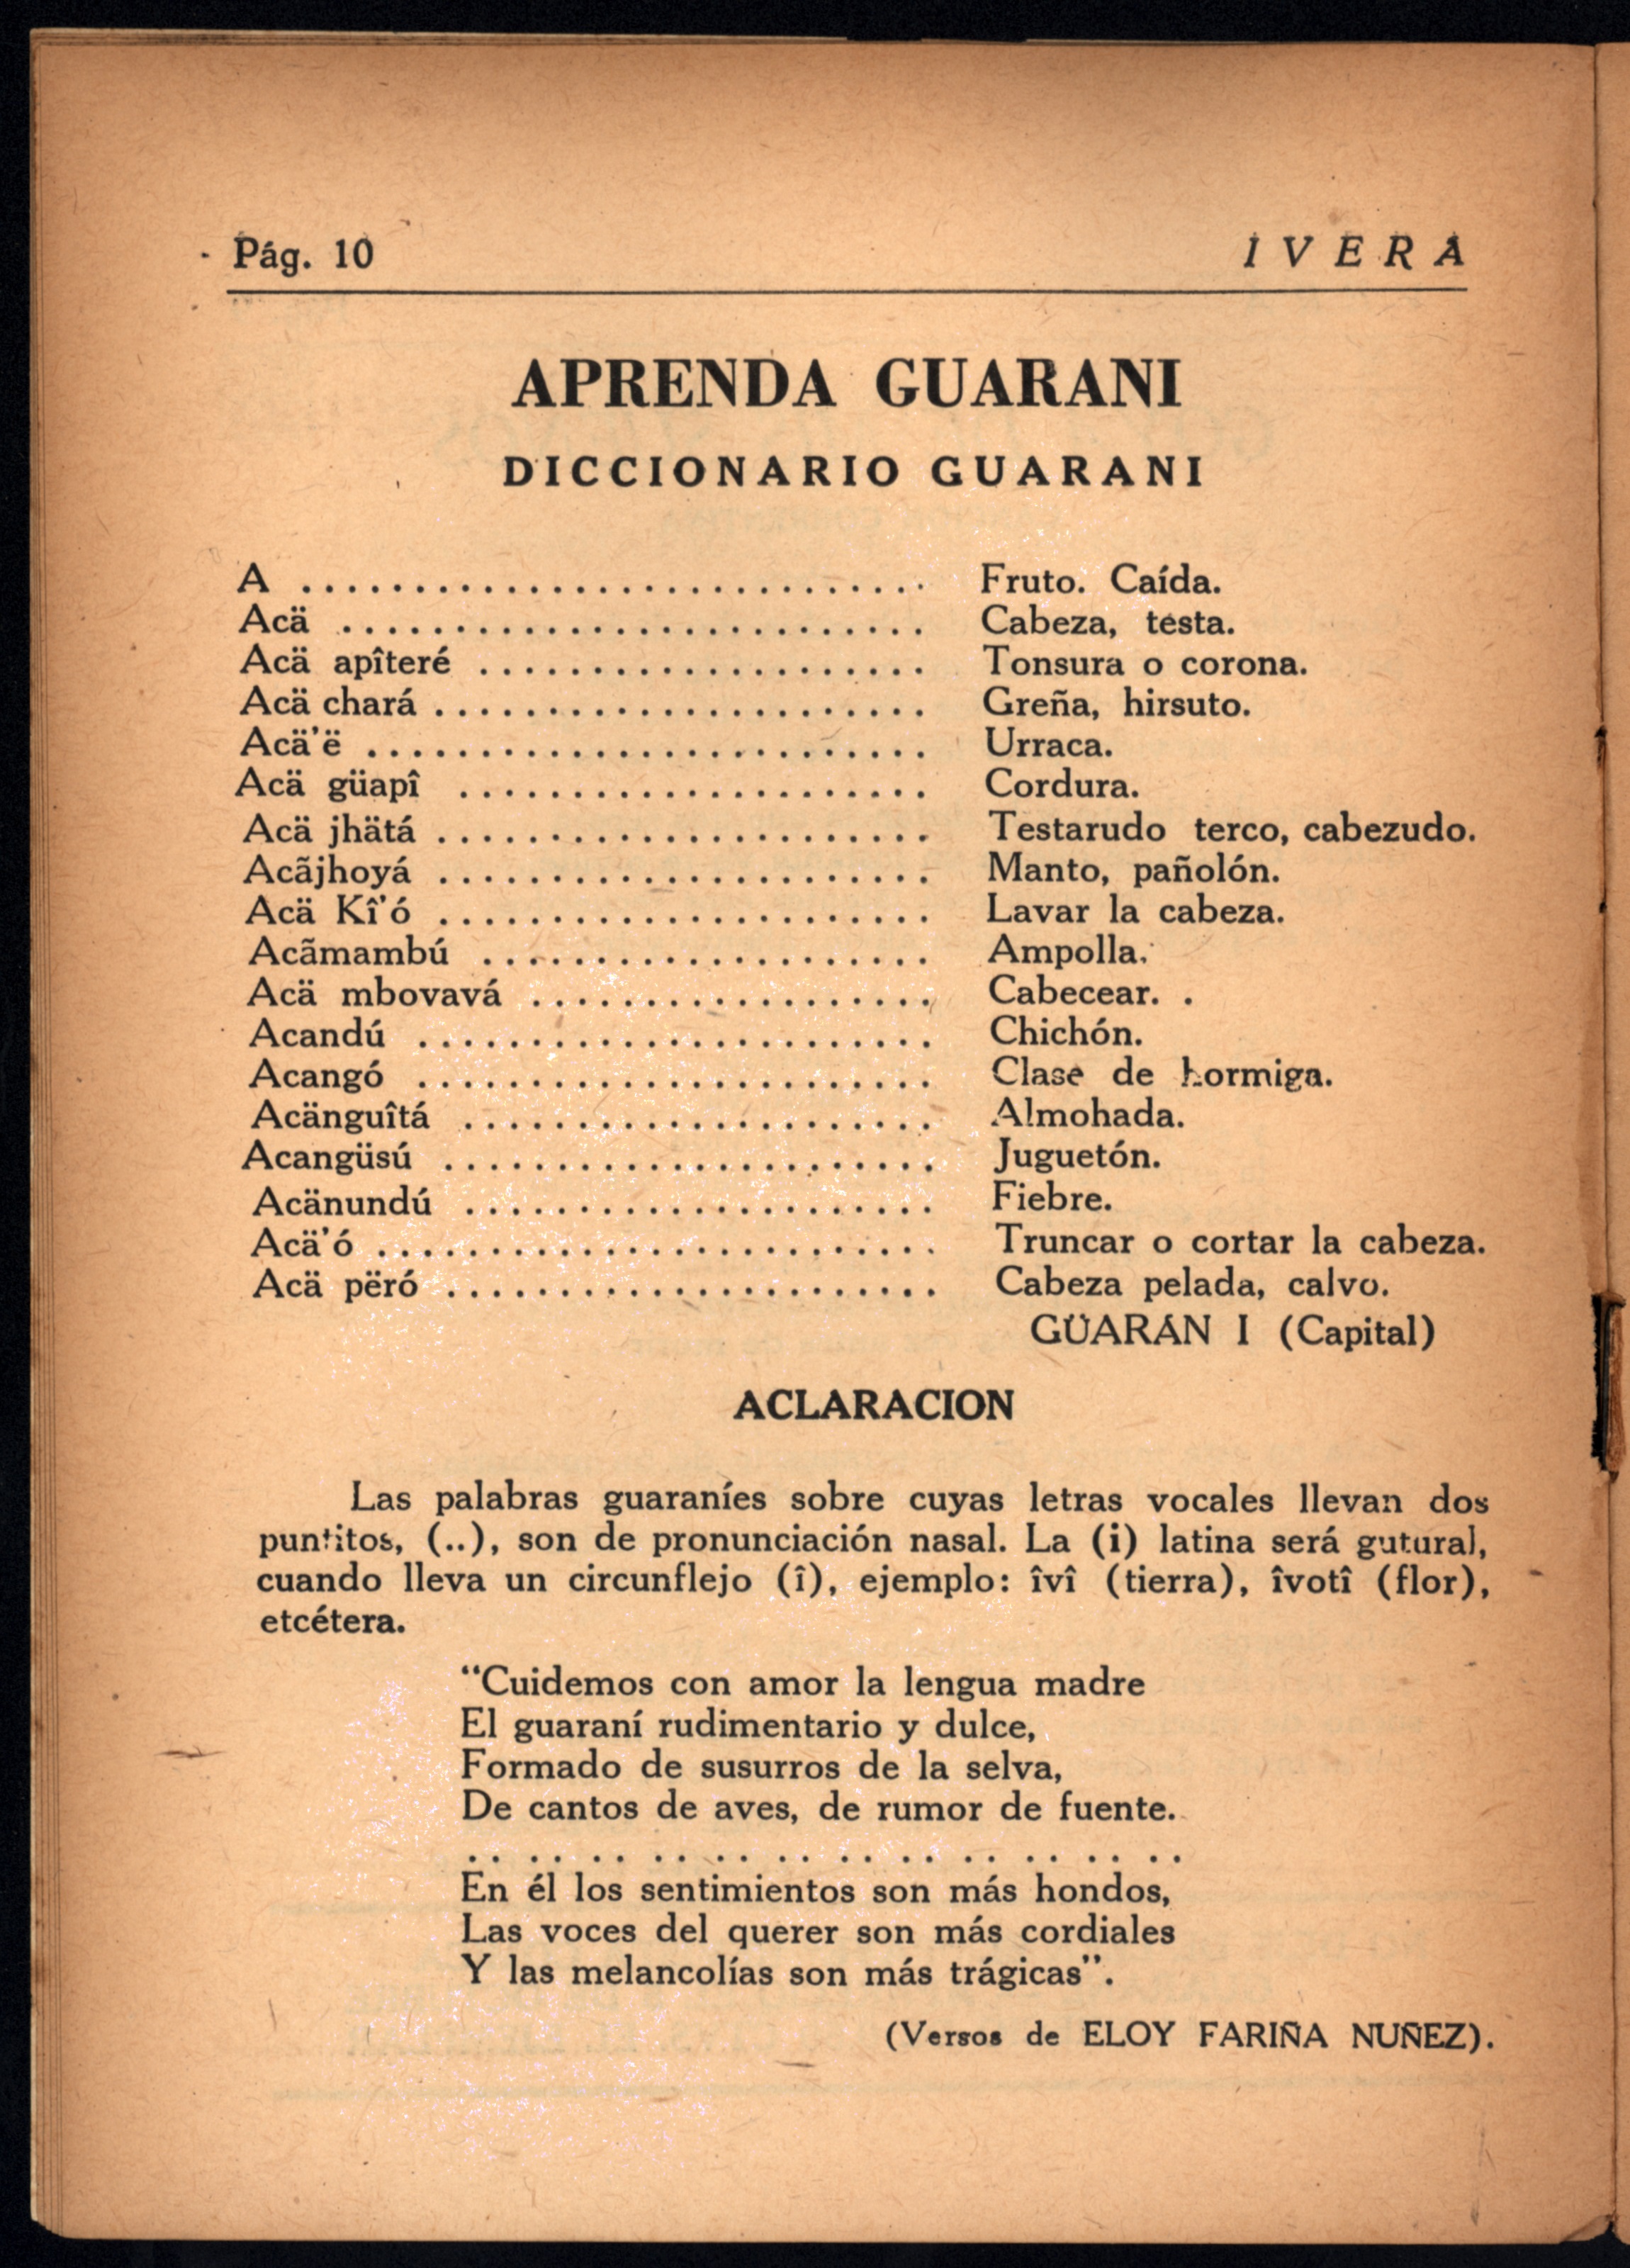 Pág. 10 IVERA
APRENDA GUARANI
DICCIONARIO GUARANI
A ............................ Fruto. Caída.
Acä .......................... Cabeza, testa.
Acä apîteré .................... Tonsura o corona.
Acä chará ...................... Greña, hirsuto.
Acä'ë ......................... Urraca.
Acä güapî ..................... Cordura.
Acä jhätá ...................... Testarudo terco, cabezudo.
Acãjhoyá ...................... Manto, pañolón.
Acä Kî'ó ...................... Lavar la cabeza.
Acãmambú .................... Ampolla.
Acä mbovavá .................. Cabecear. .
Acandú ....................... Chichón.
Acangó ....................... Clase de hormiga.
Acänguîtá ..................... Almohada.
Acangüsú ...................... Juguetón.
Acänundú ..................... Fiebre.
Acä'ó ......................... Truncar o cortar la cabeza.
Acä përó ...................... Cabeza pelada, calvo.
GÜARÁN I (Capital)
ACLARACION
Las palabras guaraníes sobre cuyas letras vocales llevan dos
puntitos, (..), son de pronunciación nasal. La (i) latina será gutural,
cuando lleva un circunflejo (î), ejemplo: îvî (tierra), îvotî (flor),
etcétera.
"Cuidemos con amor la lengua madre
El guaraní rudimentario y dulce,
Formado de susurros de la selva,
De cantos de aves, de rumor de fuente.
. . . . . . . . . . . . . . . . . . . . . . . .
En él los sentimientos son más hondos,
Las voces del querer son más cordiales
Y las melancolías son más trágicas".
(Versos de ELOY FARIÑA NUÑEZ).